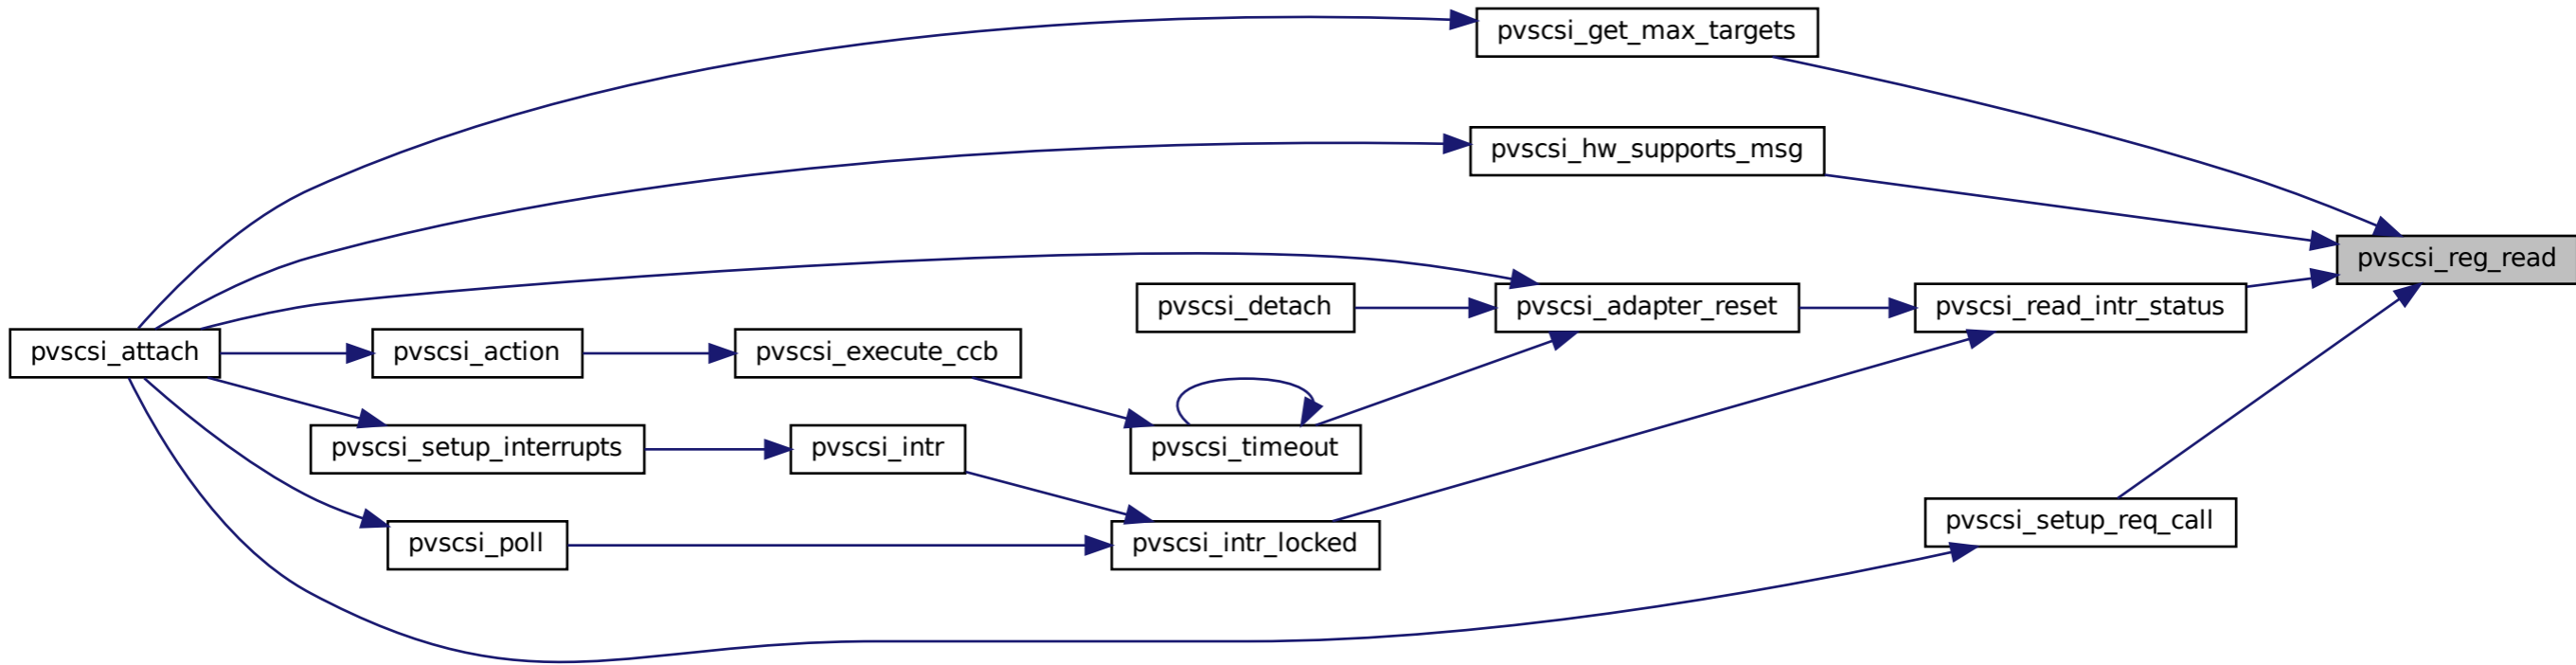 pvscsi_get_max_targets
pvscsi_hw_supports_msg
pvscsi_reg_read
pvscsi_detach
pvscsi_adapter_reset
pvscsi_read_intr_status
pvscsi_attach
pvscsi_action
pvscsi_execute_ccb
pvscsi_setup_interrupts
pvscsi_intr
pvscsi_timeout
pvscsi_setup_req_call
pvscsi_poll
pvscsi_intr_locked